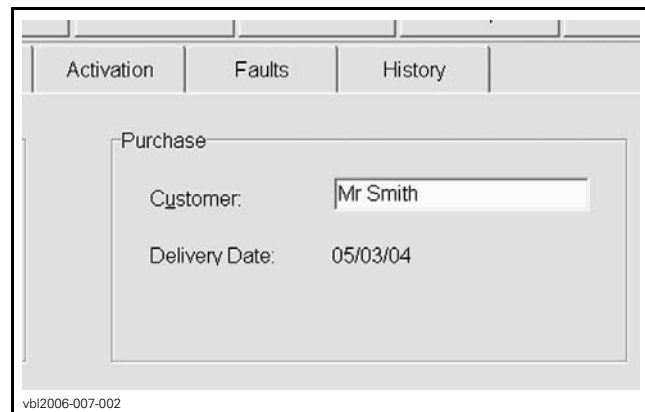 Activation Faults History
Purchase
Customer: Mr Smith
Delivery Date: 05/03/04
vbl2006-007-002